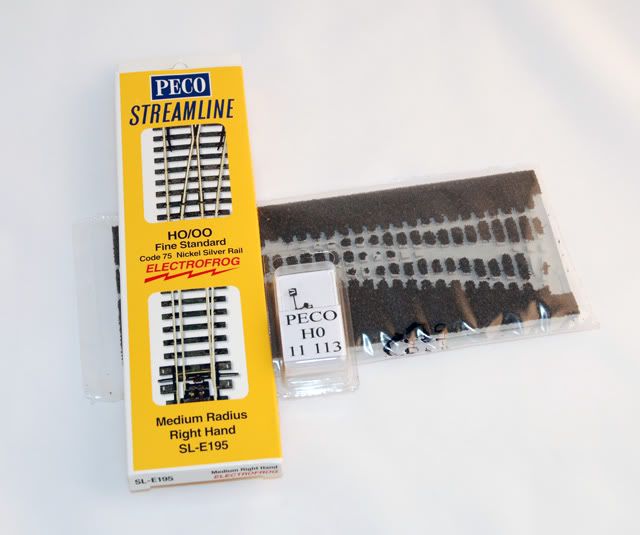 PECO
STREAMLINE
HO/OO
Fine Standard
Code 75 Nickel Silver Rail
ELECTROFROG
Medium Radius
Right Hand
SL-E195
SL-E195
Medium Right Hand
ELECTROFROG
PECO
H0
11 113